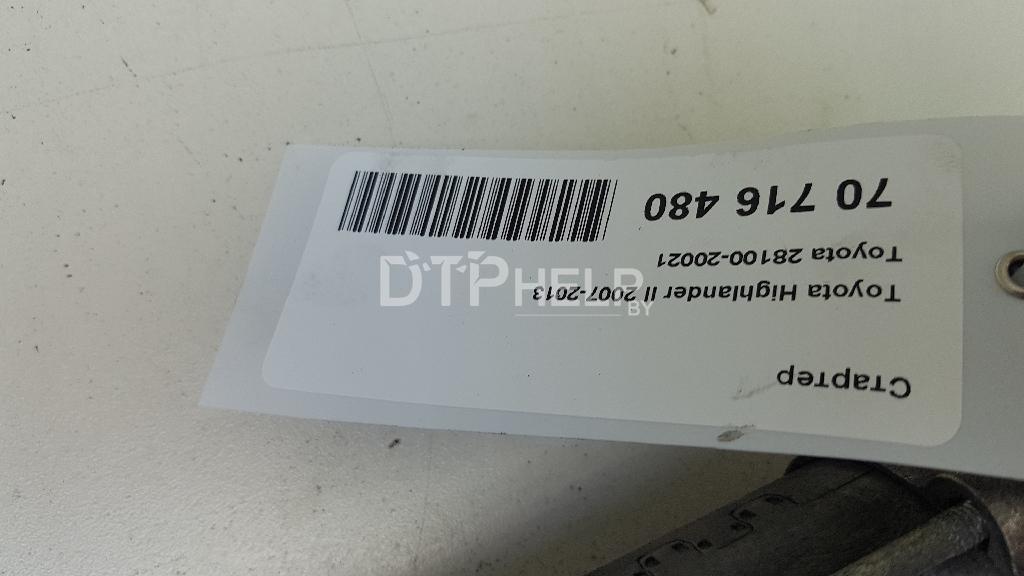 Стартер
Toyota Highlander II 2007-2013
Toyota 28100-20021
70 716 480
DTPHELP
BY